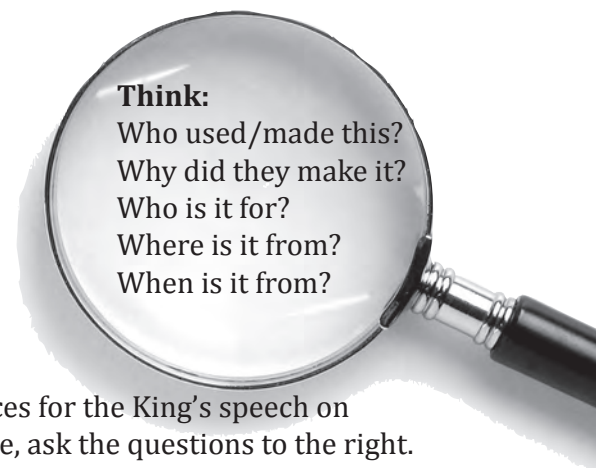 Think:
Who used/made this?
Why did they make it?
Who is it for?
Where is it from?
When is it from?
for the King’s speech on
ask the questions to the right.